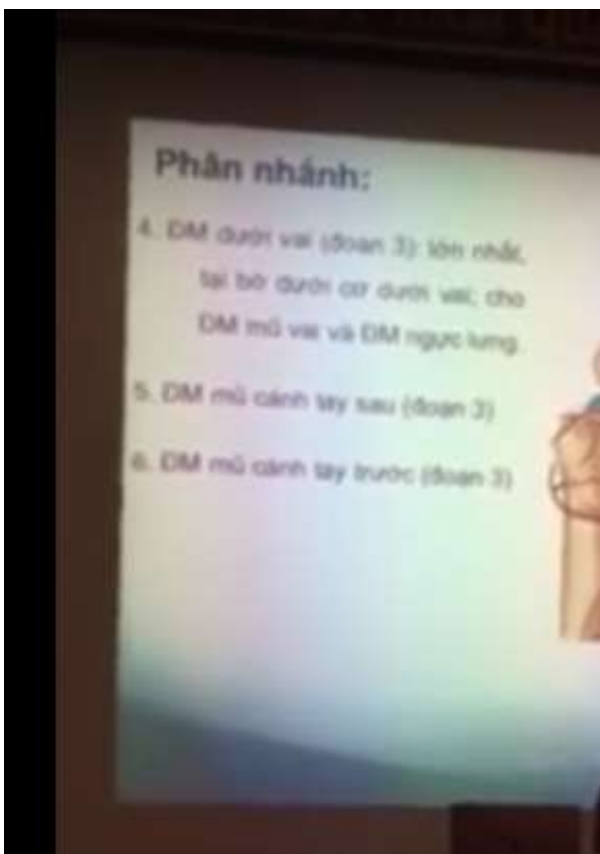 Phân nhánh:
4. ĐM dưới vai (đoạn 3): lớn nhất,
tại bờ dưới cơ dưới vai; cho
ĐM mũ vai và ĐM ngực lưng.
5. ĐM mũ cánh tay sau (đoạn 3)
6. ĐM mũ cánh tay trước (đoạn 3)